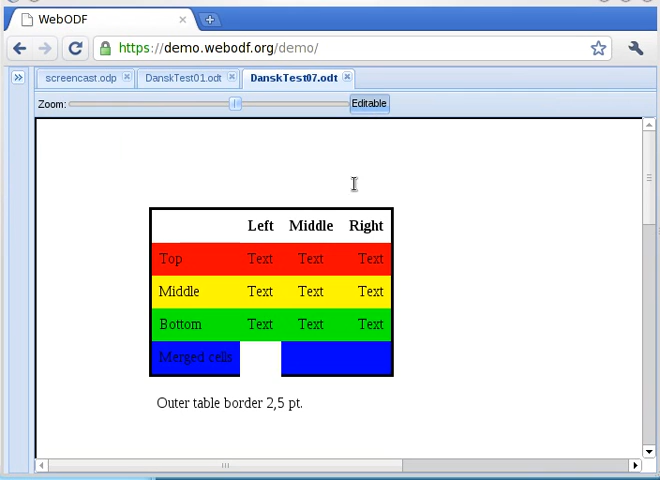 WebODF
https://demo.webodf.org/demo/
screencast.odp DanskTest01.odt DanskTest07.odt
Zoom: Editable
Left Middle Right
Top Text Text Text
Middle Text Text Text
Bottom Text Text Text
Merged cells
Outer table border 2,5 pt.